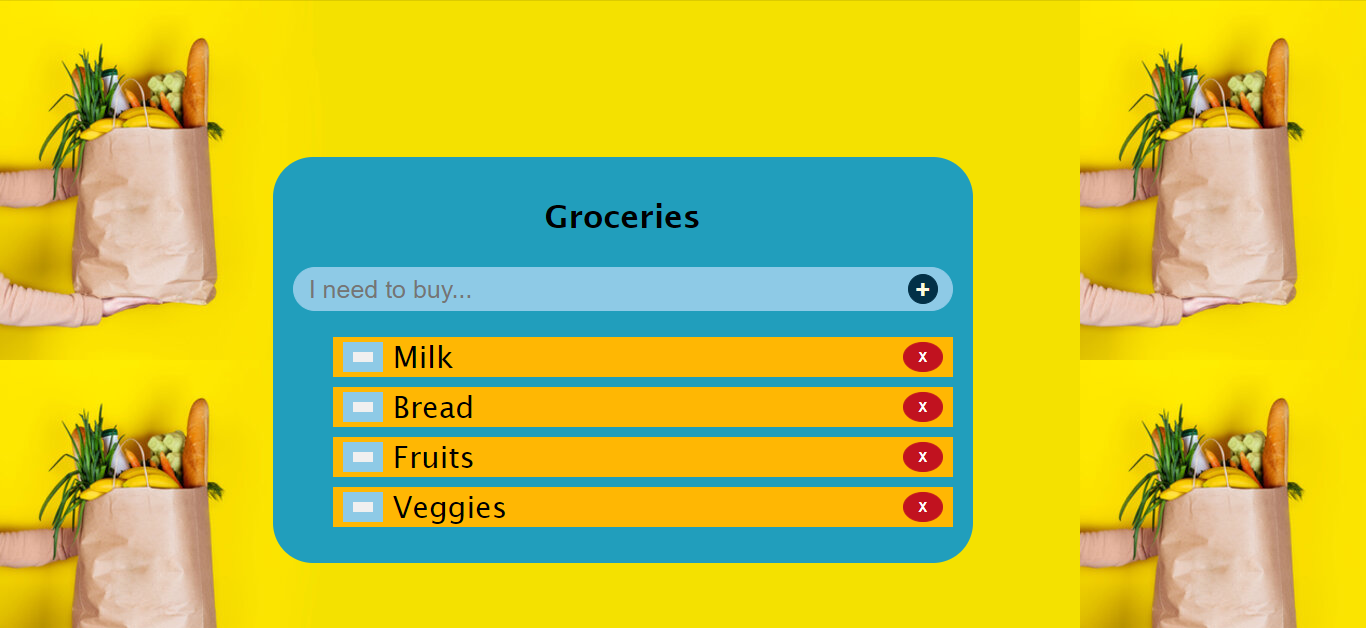 Groceries
I need to buy... +
Milk x
Bread x
Fruits x
Veggies x